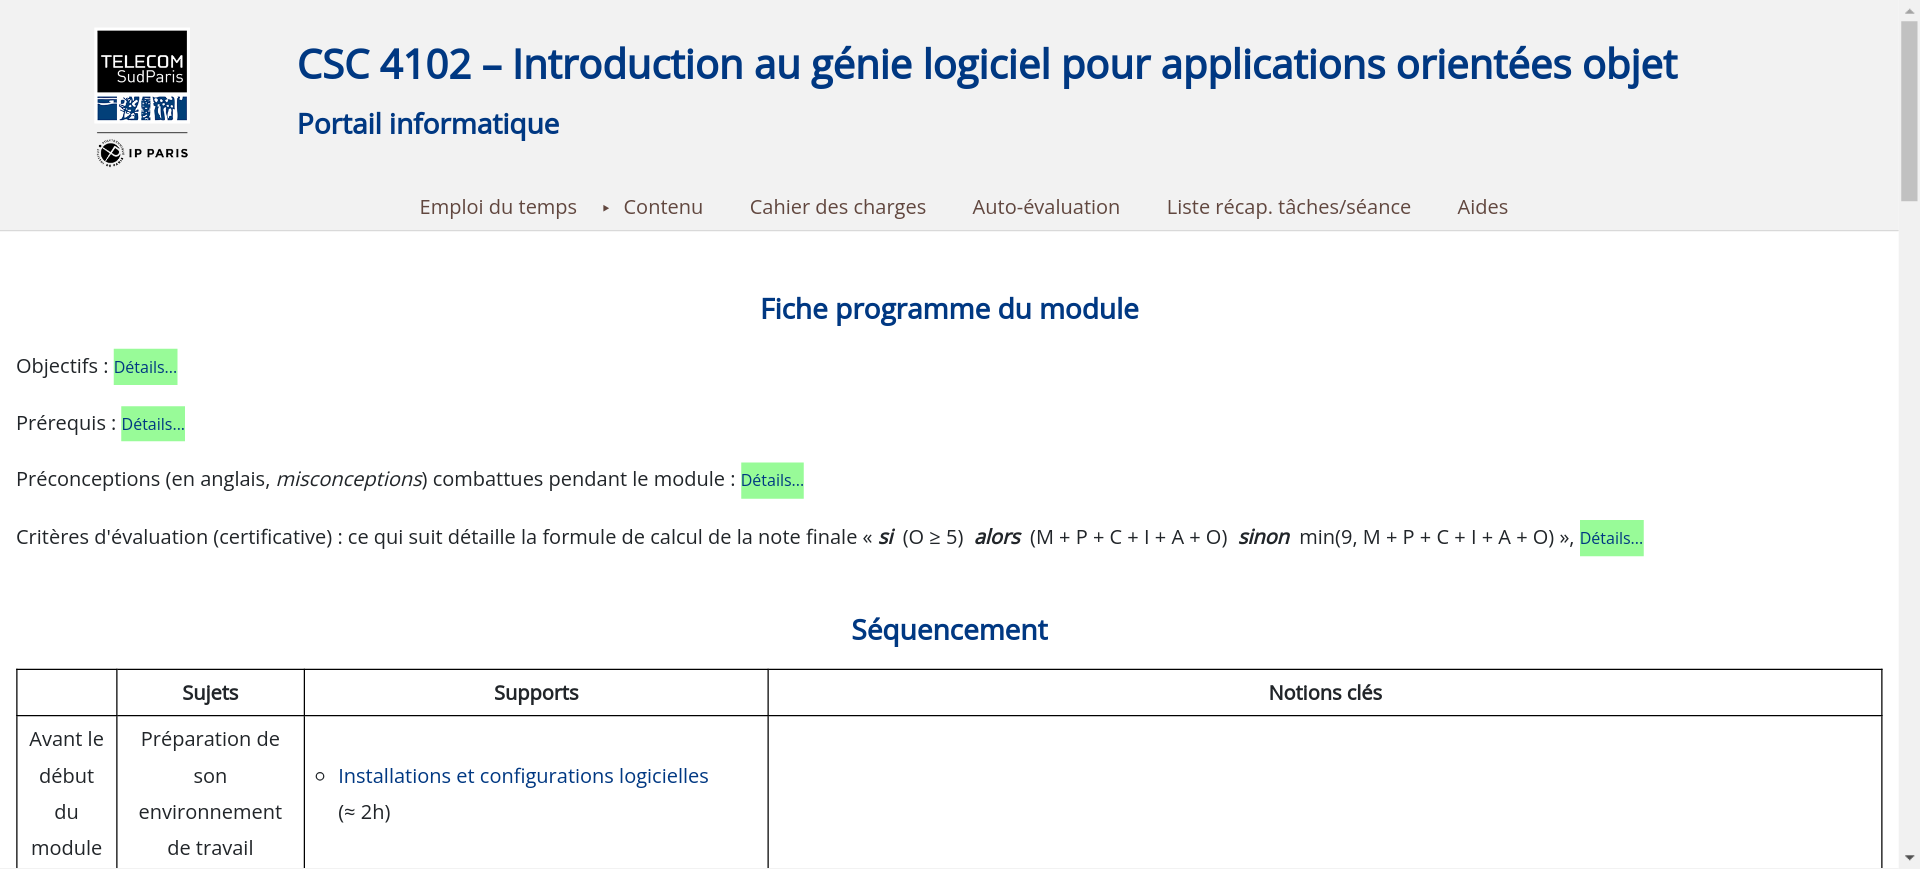 TELECOM
SudParis
IP PARIS
CSC 4102 – Introduction au génie logiciel pour applications orientées objet
Portail informatique
Emploi du temps ‣ Contenu Cahier des charges Auto-évaluation Liste récap. tâches/séance Aides
Fiche programme du module
Objectifs : Détails...
Prérequis : Détails...
Préconceptions (en anglais, misconceptions) combattues pendant le module : Détails...
Critères d'évaluation (certificative) : ce qui suit détaille la formule de calcul de la note finale « si (O ≥ 5) alors (M + P + C + I + A + O) sinon min(9, M + P + C + I + A + O) », Détails...
Séquencement
Sujets Supports Notions clés
Avant le
début
du
module
Préparation de
son
environnement
de travail
Installations et configurations logicielles
(≈ 2h)